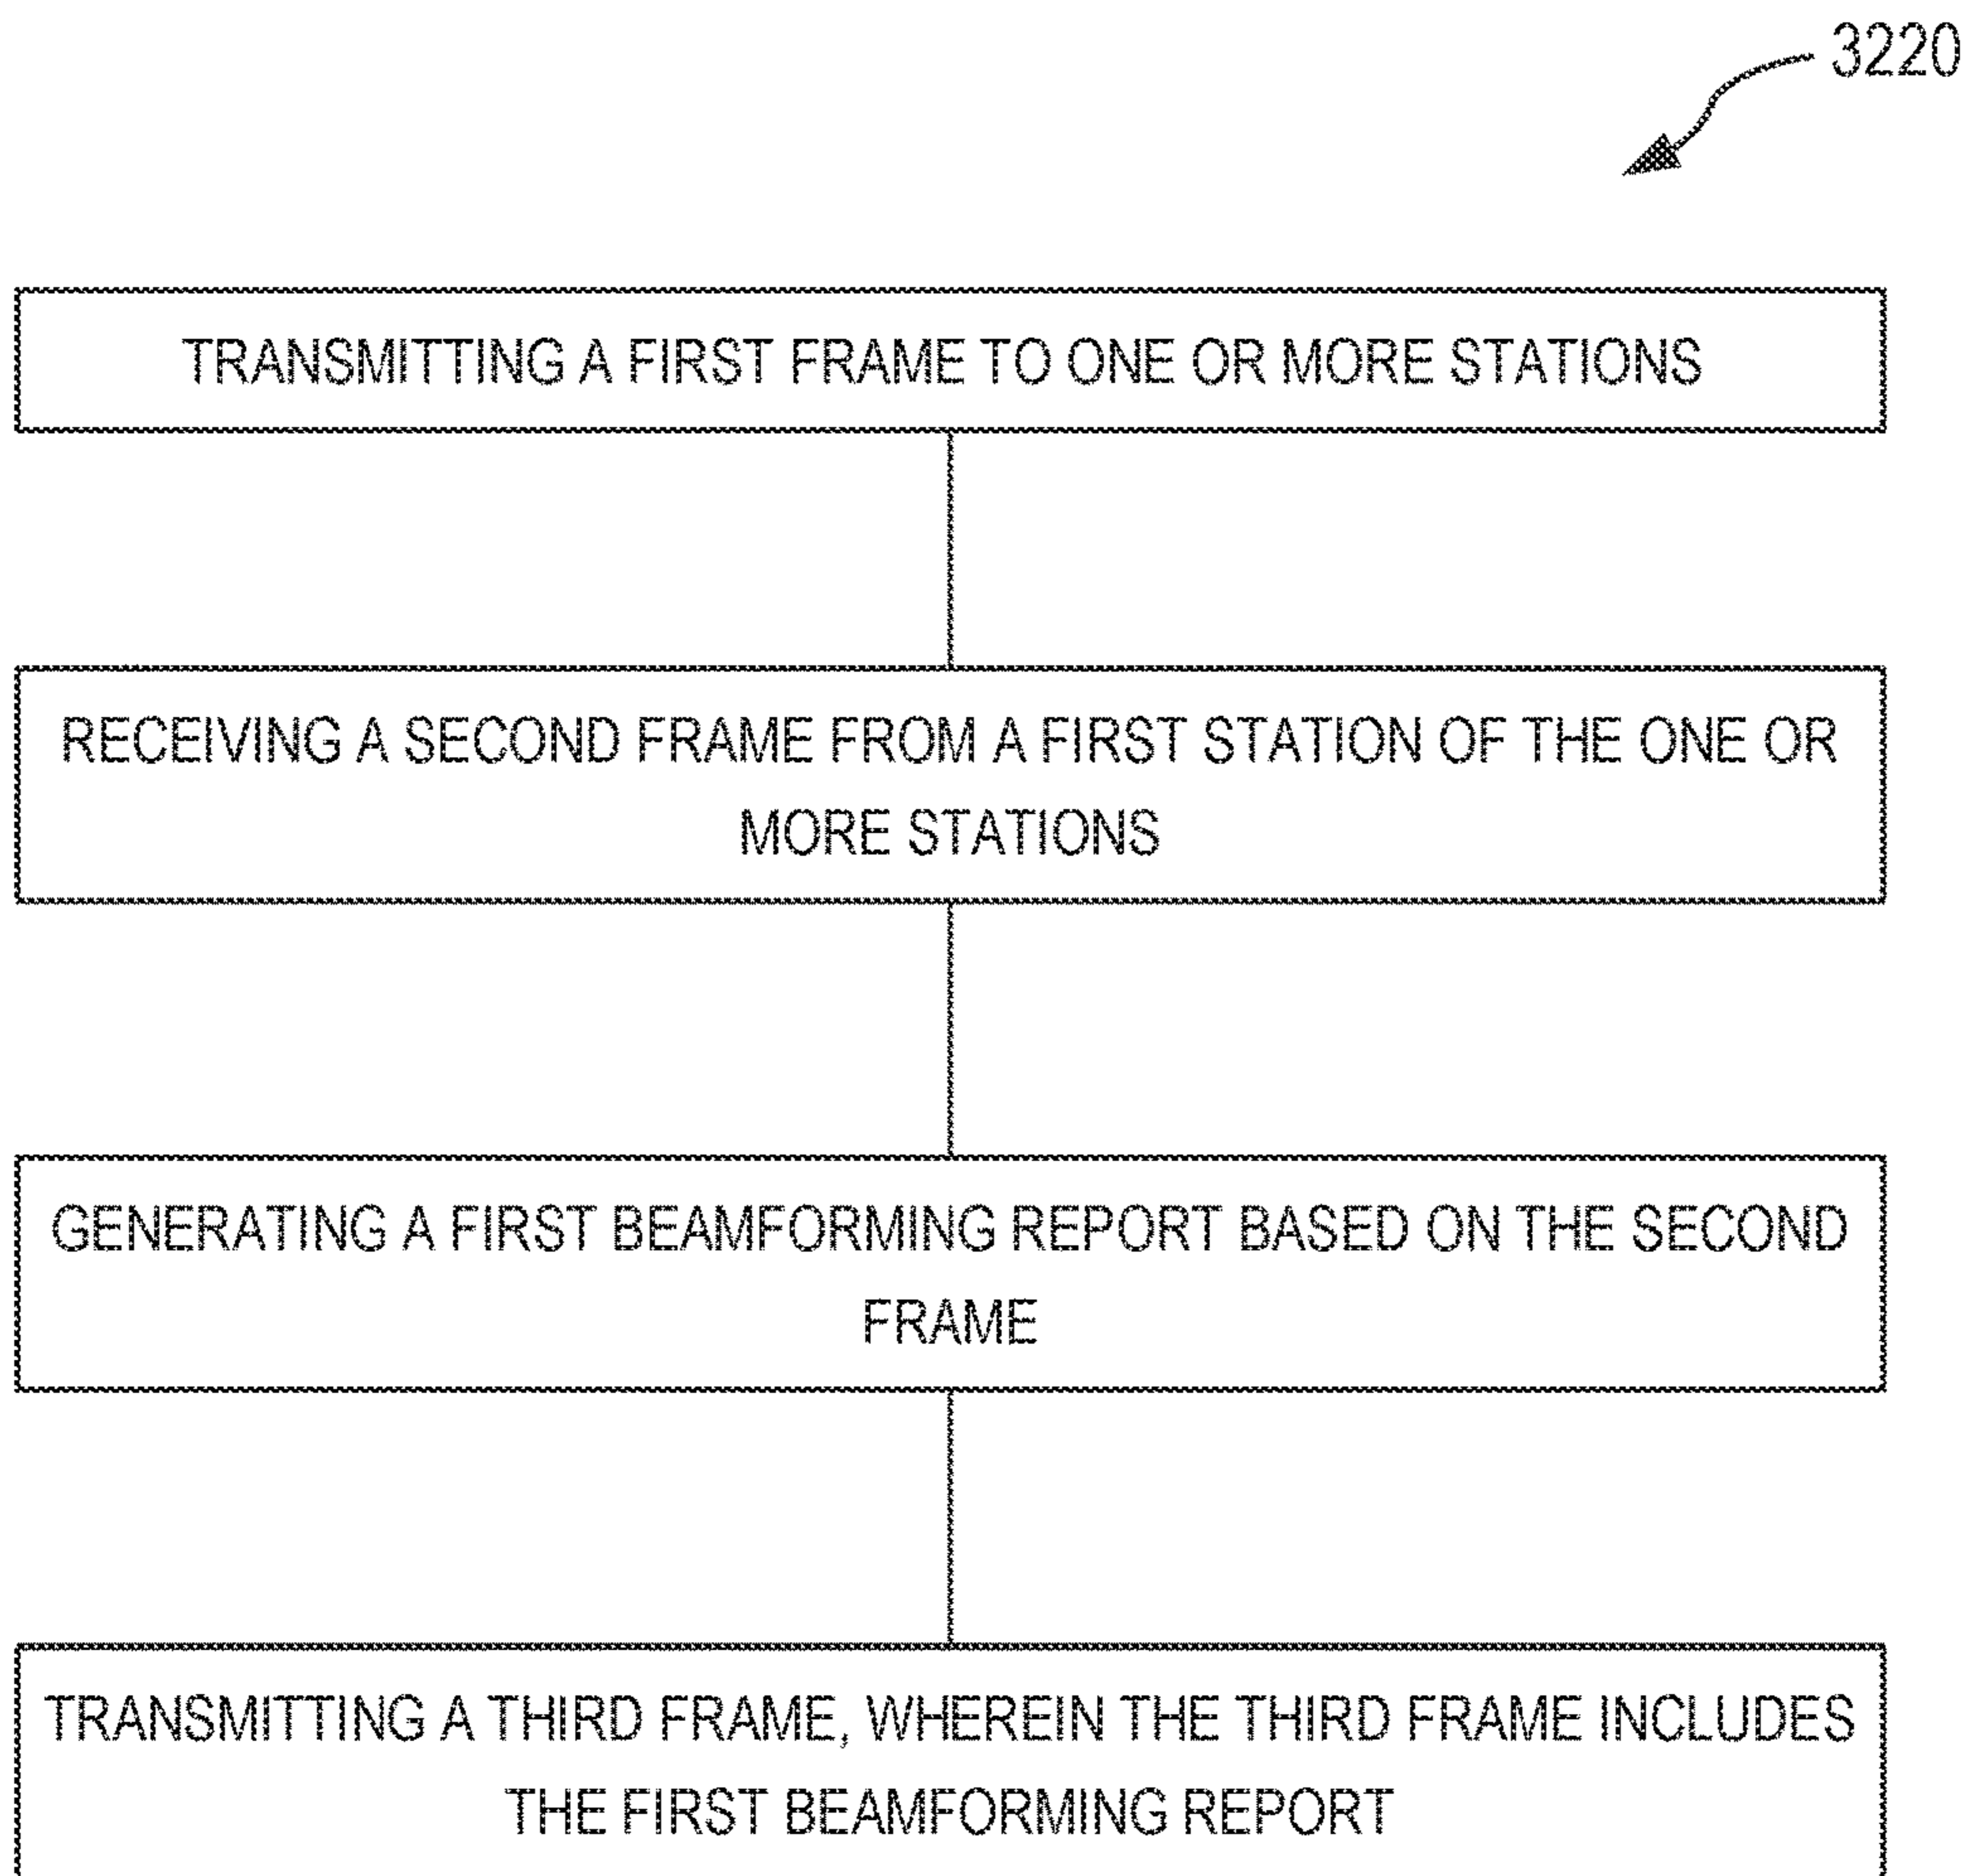 3220
TRANSMITTING A FIRST FRAME TO ONE OR MORE STATIONS
RECEIVING A SECOND FRAME FROM A FIRST STATION OF THE ONE OR
MORE STATIONS
GENERATING A FIRST BEAMFORMING REPORT BASED ON THE SECOND
FRAME
TRANSMITTING A THIRD FRAME, WHEREIN THE THIRD FRAME INCLUDES
THE FIRST BEAMFORMING REPORT